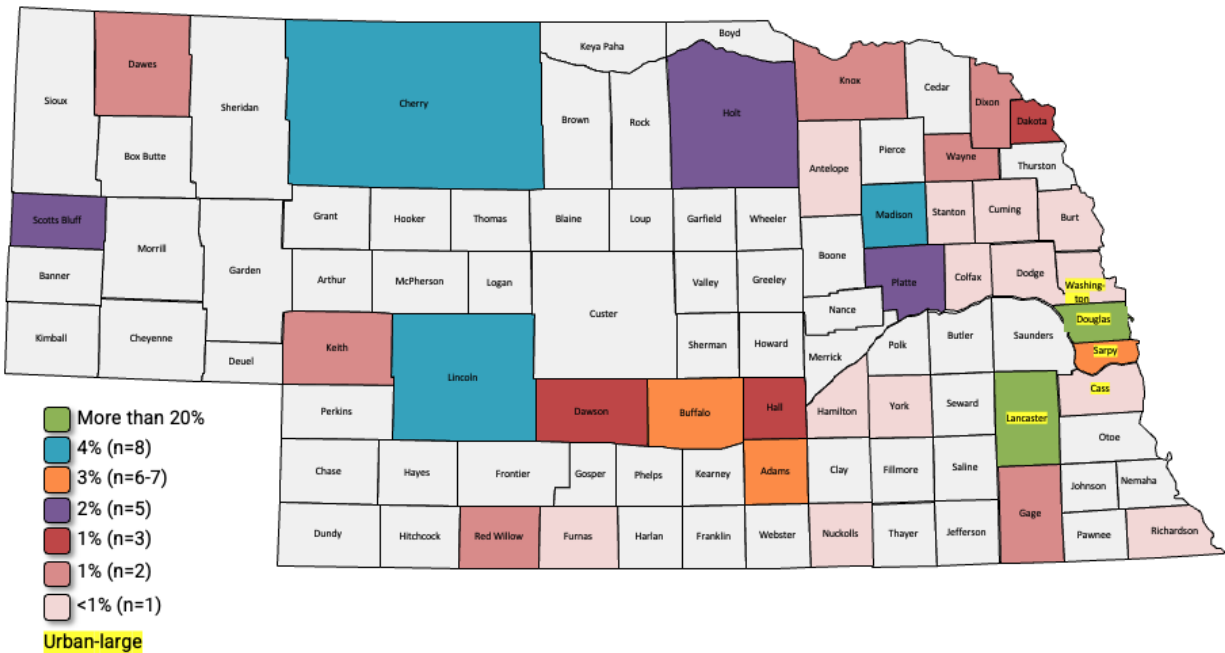 Keya Paha
Boyd
Dawes
Knox
Cedar
Sioux
Sheridan
Cherry
Holt
Dixon
Brown
Rock
Dakota
Box Butte
Pierce
Wayne
Antelope
Thurston
Scotts Bluff
Grant
Hooker
Thomas
Blaine
Loup
Garfield
Wheeler
Madison
Stanton
Cuming
Burt
Morrill
Boone
Banner
Garden
Arthur
McPherson
Logan
Valley
Greeley
Platte
Colfax
Dodge
Washing-
ton
Custer
Nance
Douglas
Kimball
Cheyenne
Keith
Sherman
Howard
Merrick
Polk
Butler
Saunders
Sarpy
Deuel
Lincoln
Cass
Perkins
Dawson
Buffalo
Hall
Hamilton
York
Seward
Lancaster
Otoe
Chase
Hayes
Frontier
Gosper
Phelps
Kearney
Adams
Clay
Fillmore
Saline
Johnson
Nemaha
Dundy
Hitchcock
Red Willow
Furnas
Harlan
Franklin
Webster
Nuckolls
Thayer
Jefferson
Gage
Pawnee
Richardson
More than 20%
4% (n=8)
3% (n=6-7)
2% (n=5)
1% (n=3)
1% (n=2)
<1% (n=1)
Urban-large